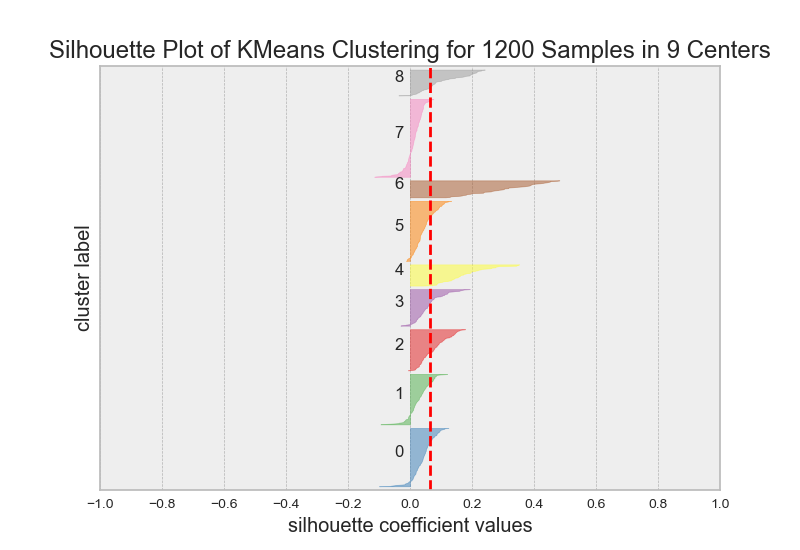 Silhouette Plot of KMeans Clustering for 1200 Samples in 9 Centers
8
7
6
5
4
3
2
1
0
cluster label
−1.0 −0.8 −0.6 −0.4 −0.2 0.0 0.2 0.4 0.6 0.8 1.0
silhouette coefficient values